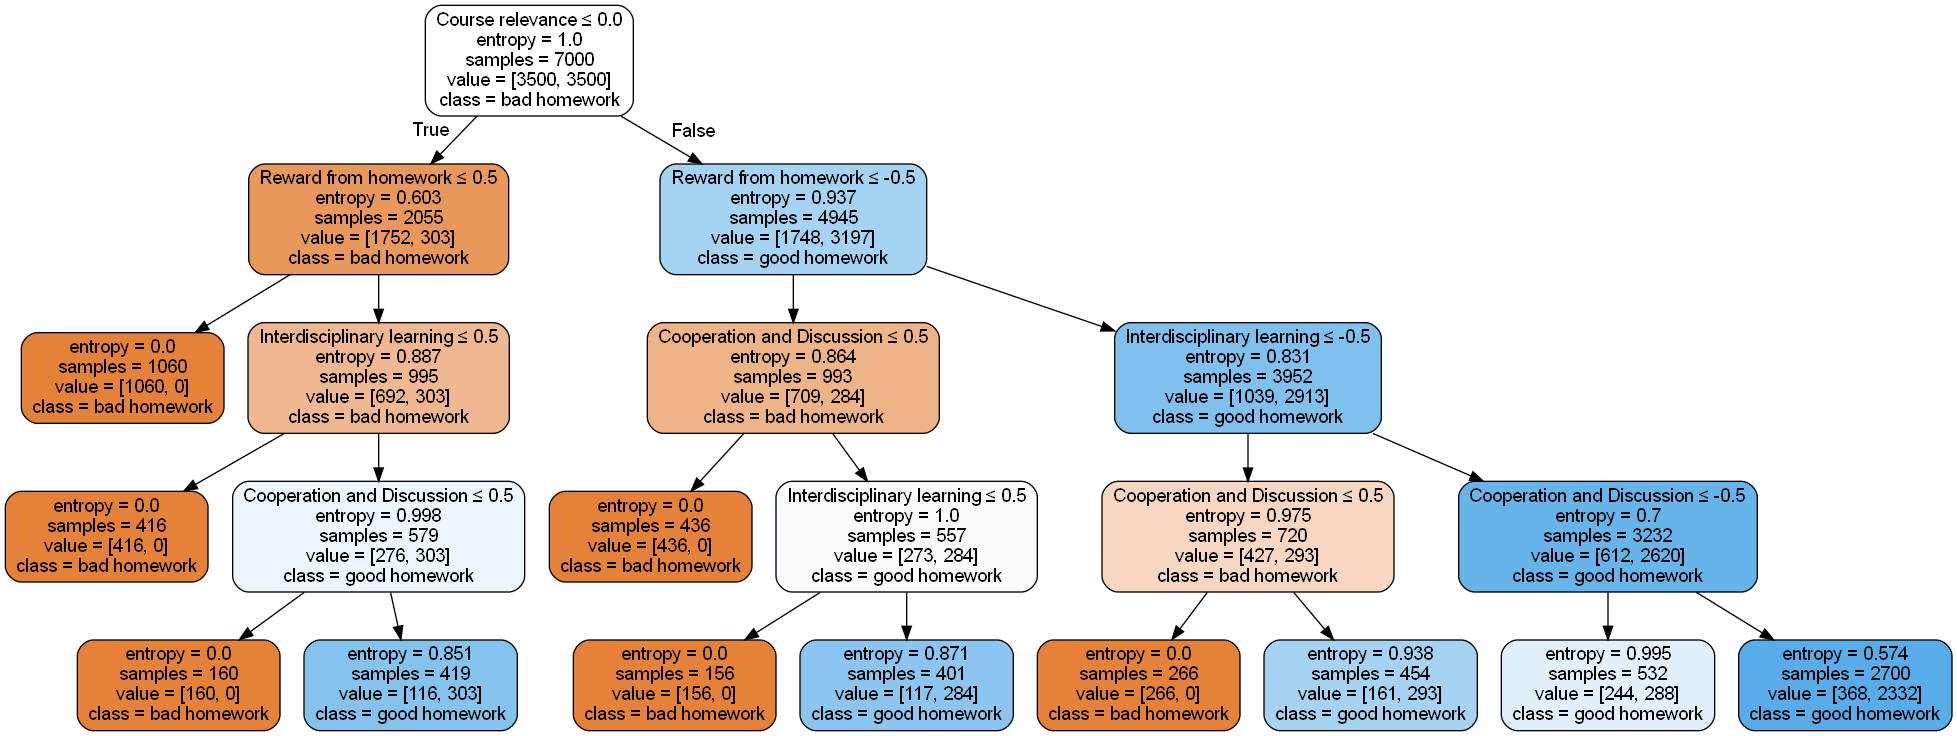 Course relevance ≤ 0.0
entropy = 1.0
samples = 7000
value = [3500, 3500]
class = bad homework
True
False
Reward from homework ≤ 0.5
entropy = 0.603
samples = 2055
value = [1752, 303]
class = bad homework
Reward from homework ≤ -0.5
entropy = 0.937
samples = 4945
value = [1748, 3197]
class = good homework
entropy = 0.0
samples = 1060
value = [1060, 0]
class = bad homework
Interdisciplinary learning ≤ 0.5
entropy = 0.887
samples = 995
value = [692, 303]
class = bad homework
Cooperation and Discussion ≤ 0.5
entropy = 0.864
samples = 993
value = [709, 284]
class = bad homework
Interdisciplinary learning ≤ -0.5
entropy = 0.831
samples = 3952
value = [1039, 2913]
class = good homework
entropy = 0.0
samples = 416
value = [416, 0]
class = bad homework
Cooperation and Discussion ≤ 0.5
entropy = 0.998
samples = 579
value = [276, 303]
class = good homework
entropy = 0.0
samples = 436
value = [436, 0]
class = bad homework
Interdisciplinary learning ≤ 0.5
entropy = 1.0
samples = 557
value = [273, 284]
class = good homework
Cooperation and Discussion ≤ 0.5
entropy = 0.975
samples = 720
value = [427, 293]
class = bad homework
Cooperation and Discussion ≤ -0.5
entropy = 0.7
samples = 3232
value = [612, 2620]
class = good homework
entropy = 0.0
samples = 160
value = [160, 0]
class = bad homework
entropy = 0.851
samples = 419
value = [116, 303]
class = good homework
entropy = 0.0
samples = 156
value = [156, 0]
class = bad homework
entropy = 0.871
samples = 401
value = [117, 284]
class = good homework
entropy = 0.0
samples = 266
value = [266, 0]
class = bad homework
entropy = 0.938
samples = 454
value = [161, 293]
class = good homework
entropy = 0.995
samples = 532
value = [244, 288]
class = good homework
entropy = 0.574
samples = 2700
value = [368, 2332]
class = good homework